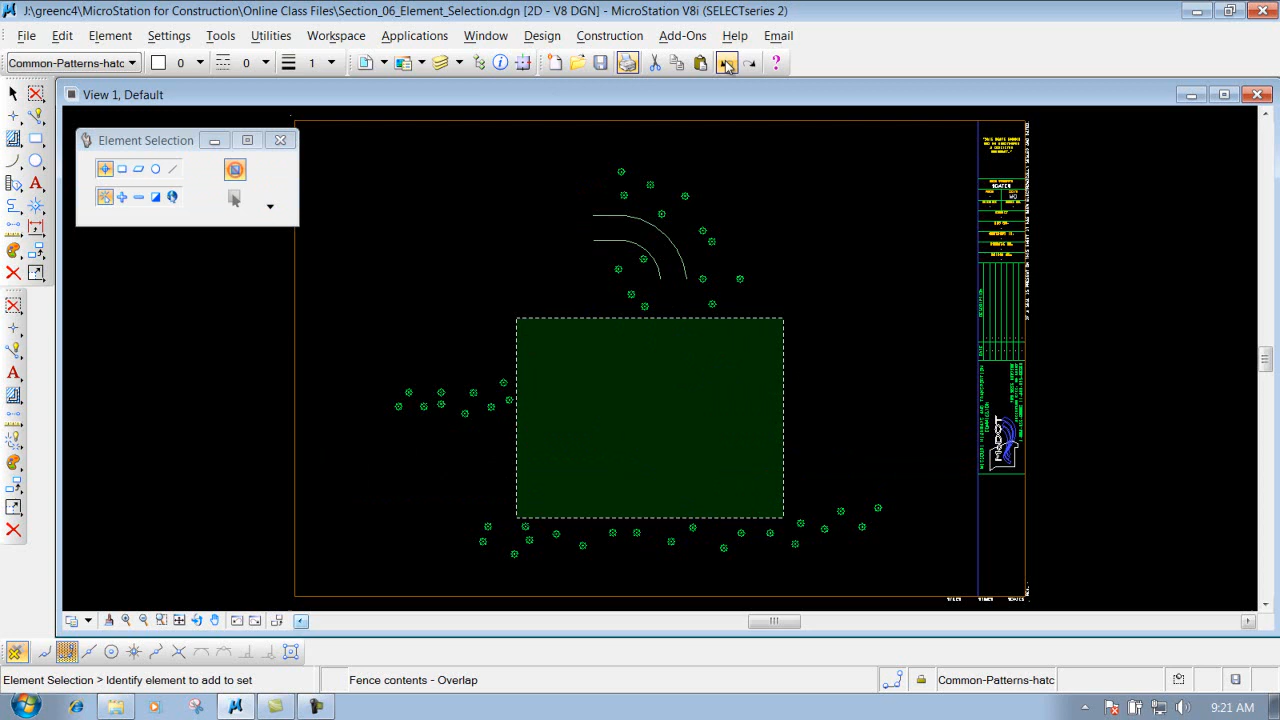 J:\greenc4\MicroStation for Construction\Online Class Files\Section_06_Element_Selection.dgn [2D - V8 DGN] - MicroStation V8i (SELECTseries 2)
File Edit Element Settings Tools Utilities Workspace Applications Window Design Construction Add-Ons Help Email
Common-Patterns-hatc 0 0 1
View 1, Default
Element Selection
Element Selection > Identify element to add to set
Fence contents - Overlap
Common-Patterns-hatc
9:21 AM